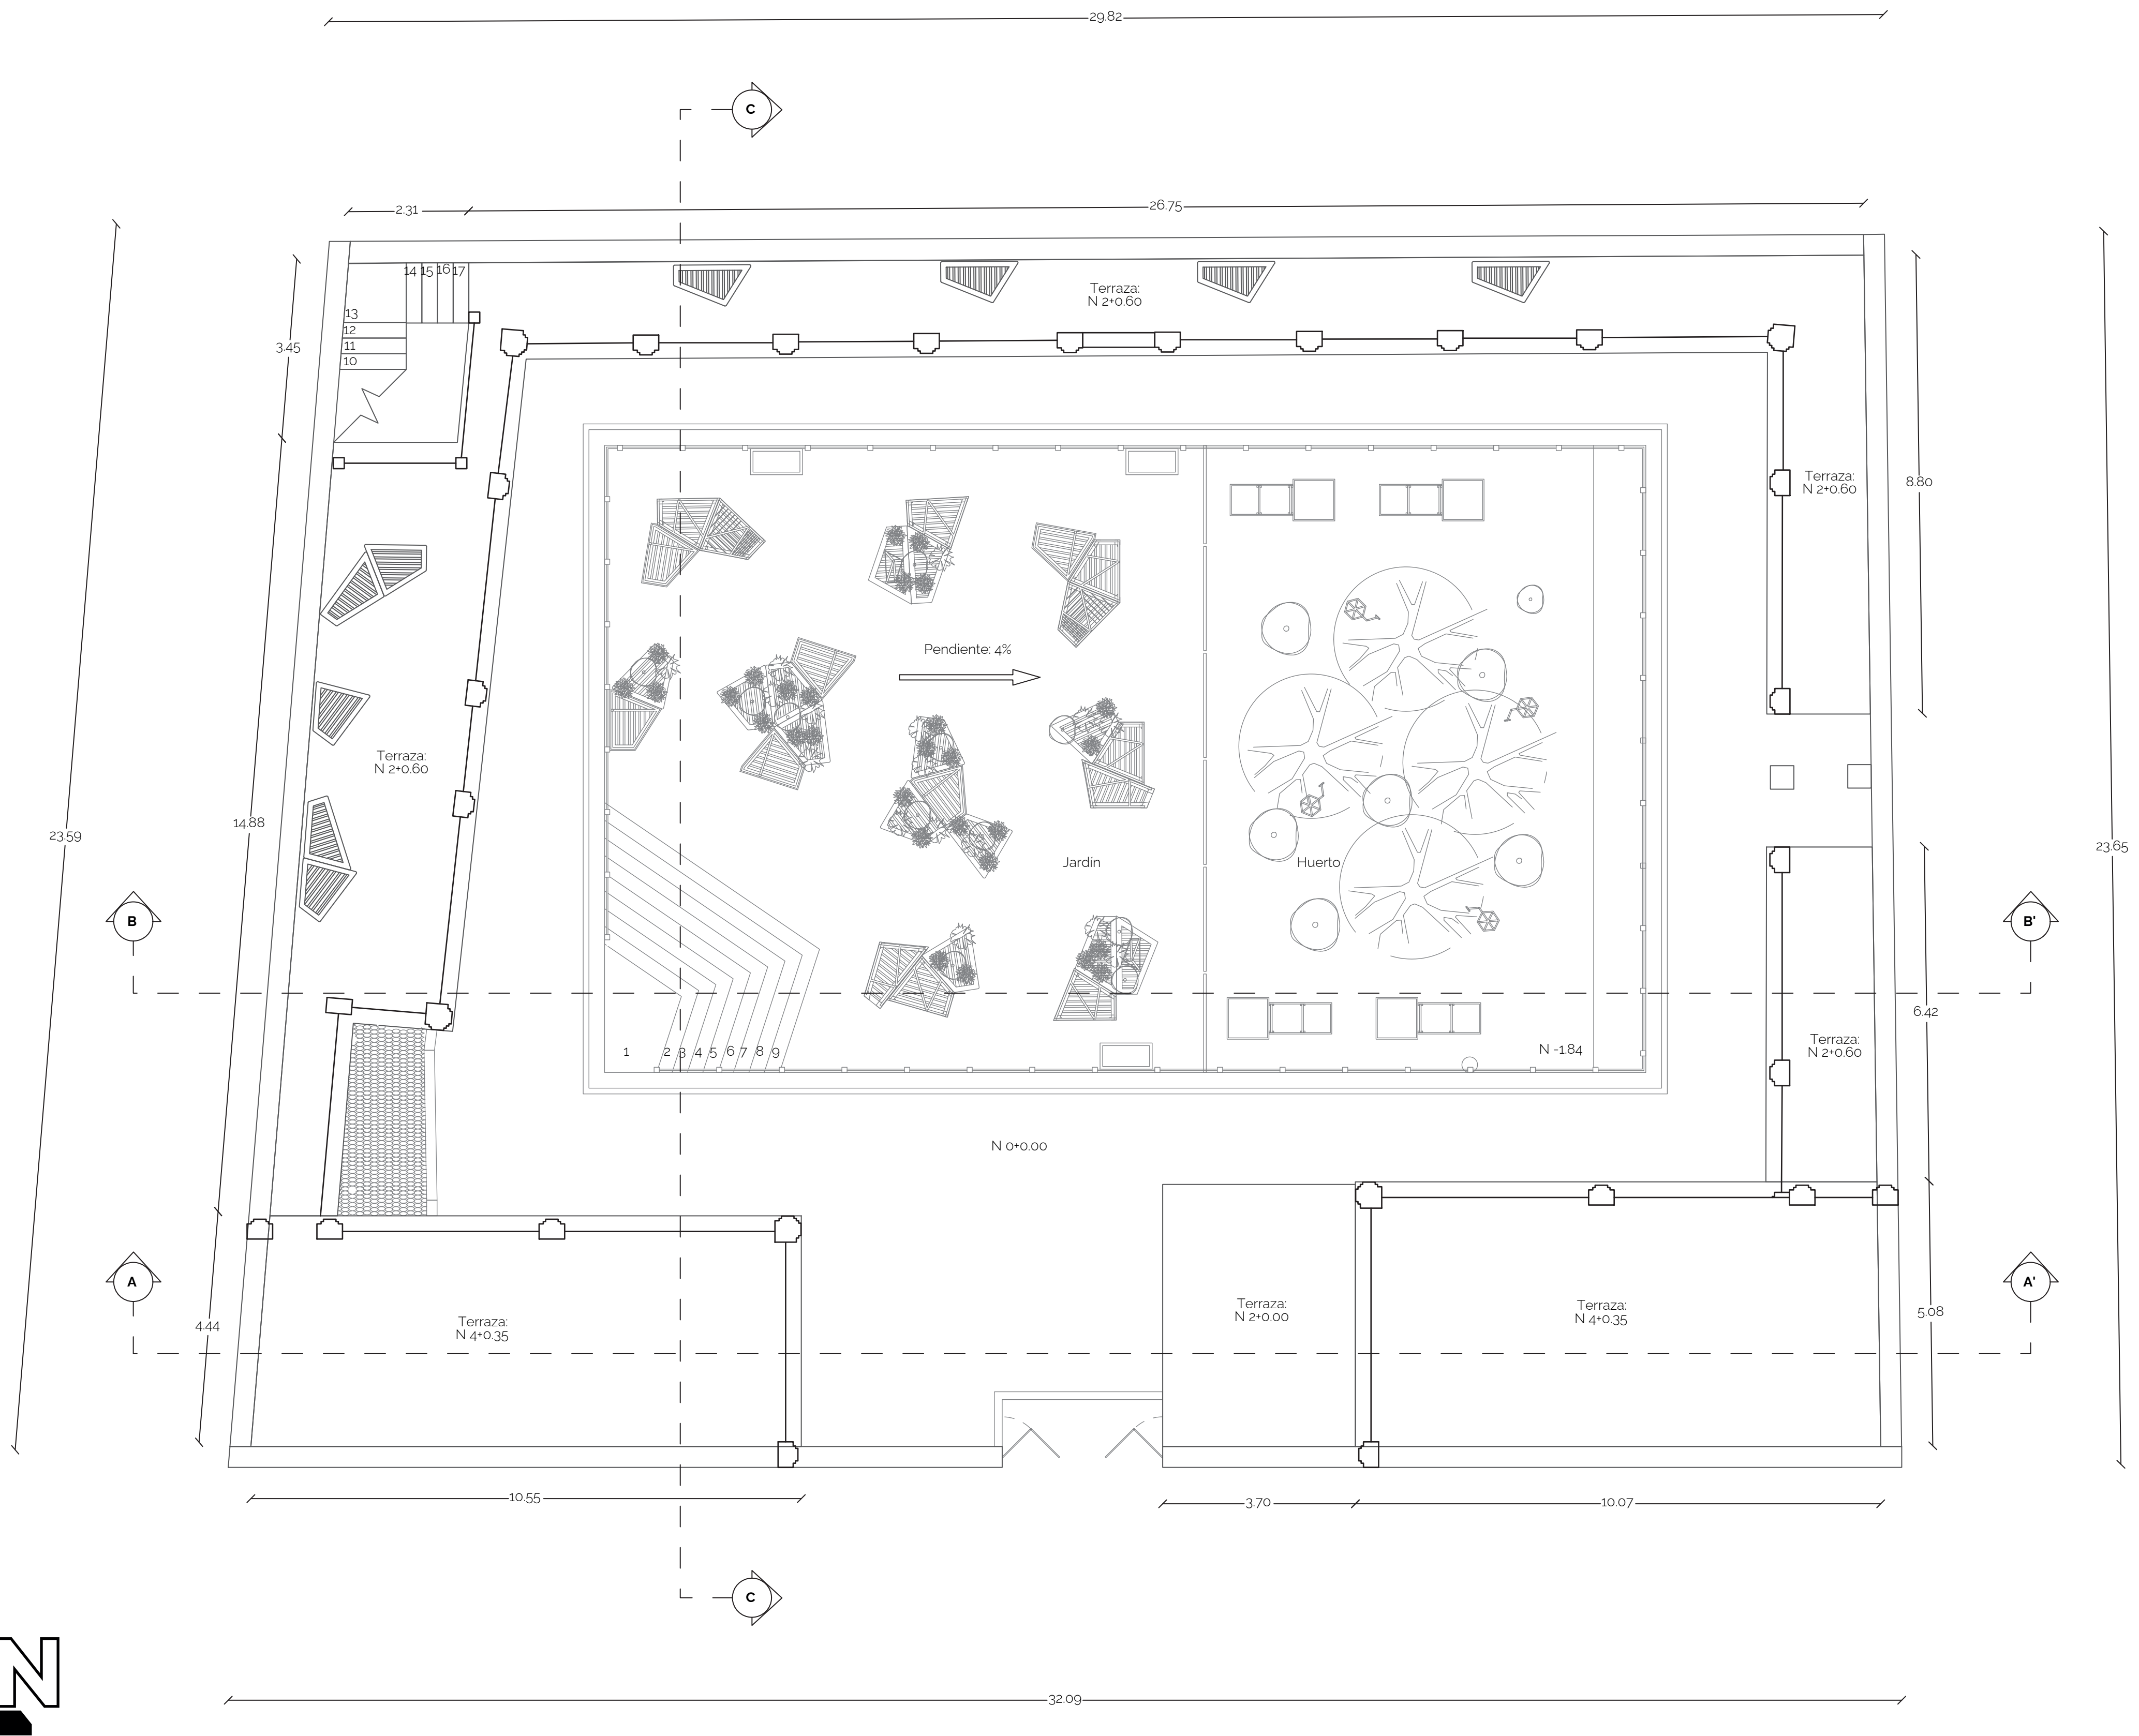 29.82
C
2.31
26.75
14 15 16 17
Terraza:
N 2+0.60
13
12
11
10
3.45
Terraza:
N 2+0.60
8.80
Pendiente: 4%
Terraza:
N 2+0.60
14.88
23.59
23.65
Jardín
Huerto
B
B'
6.42
1 2 3 4 5 6 7 8 9
N -1.84
Terraza:
N 2+0.60
N 0+0.00
A
A'
Terraza:
N 2+0.00
Terraza:
N 4+0.35
5.08
4.44
Terraza:
N 4+0.35
10.55
3.70
10.07
C
N
32.09